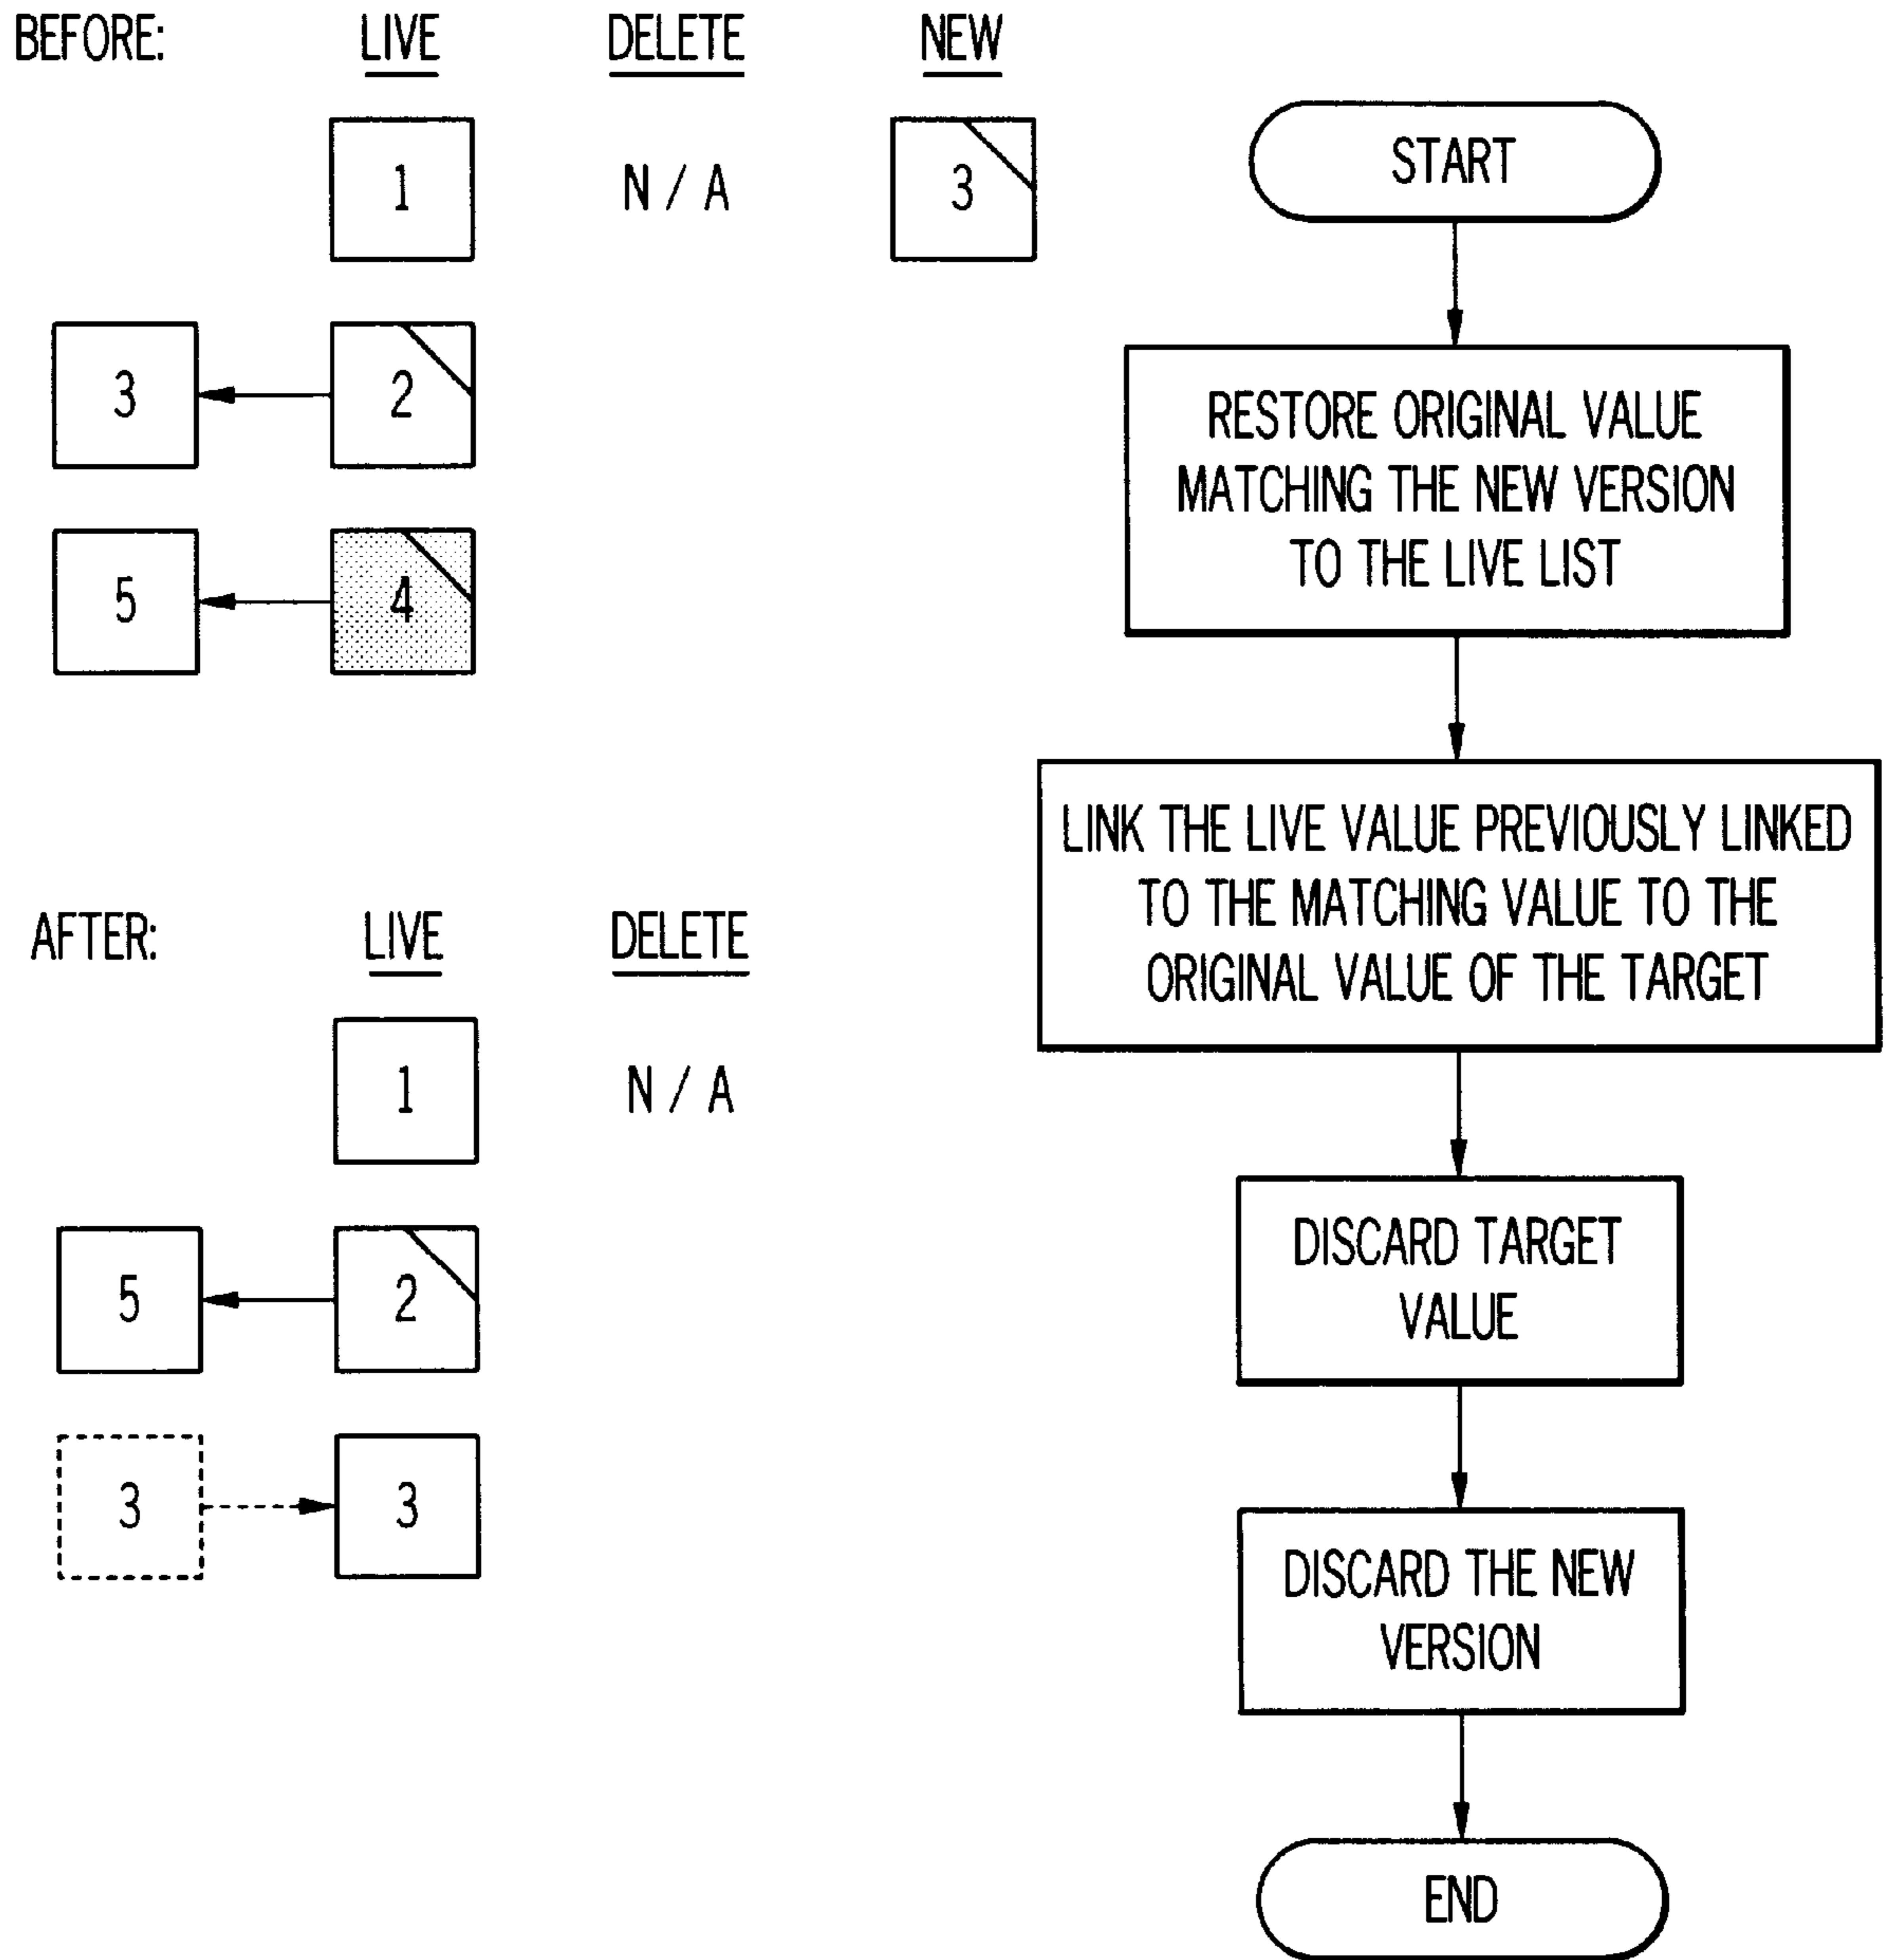 BEFORE: LIVE DELETE NEW
1 N / A 3
3 2
5 4
AFTER: LIVE DELETE
1 N / A
5 2
3 3
START
RESTORE ORIGINAL VALUE
MATCHING THE NEW VERSION
TO THE LIVE LIST
LINK THE LIVE VALUE PREVIOUSLY LINKED
TO THE MATCHING VALUE TO THE
ORIGINAL VALUE OF THE TARGET
DISCARD TARGET
VALUE
DISCARD THE NEW
VERSION
END